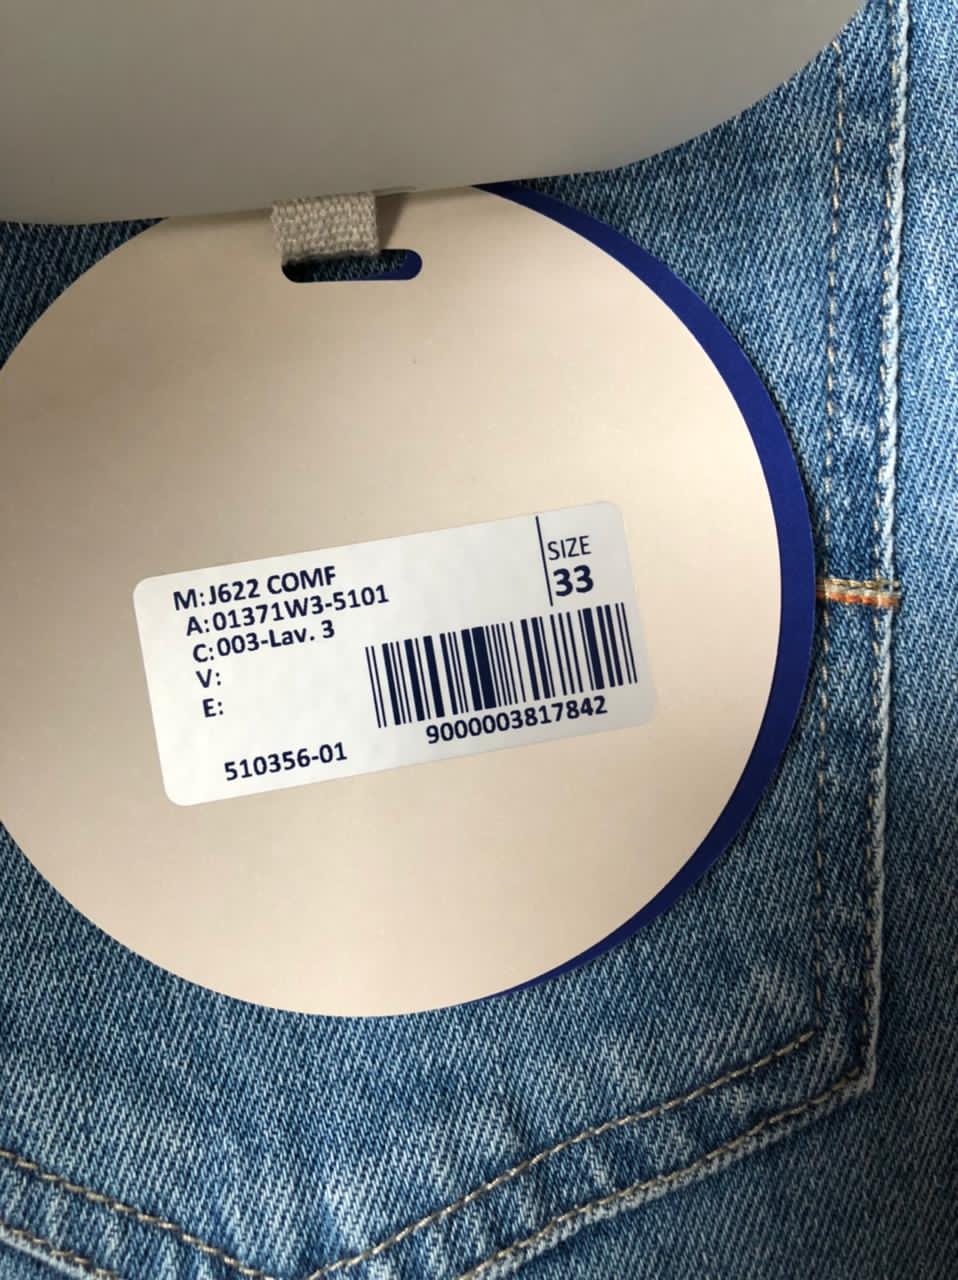 M:J622 COMF
A:01371W3-5101
C:003-Lav. 3
V:
E:
SIZE
33
9000003817842
510356-01